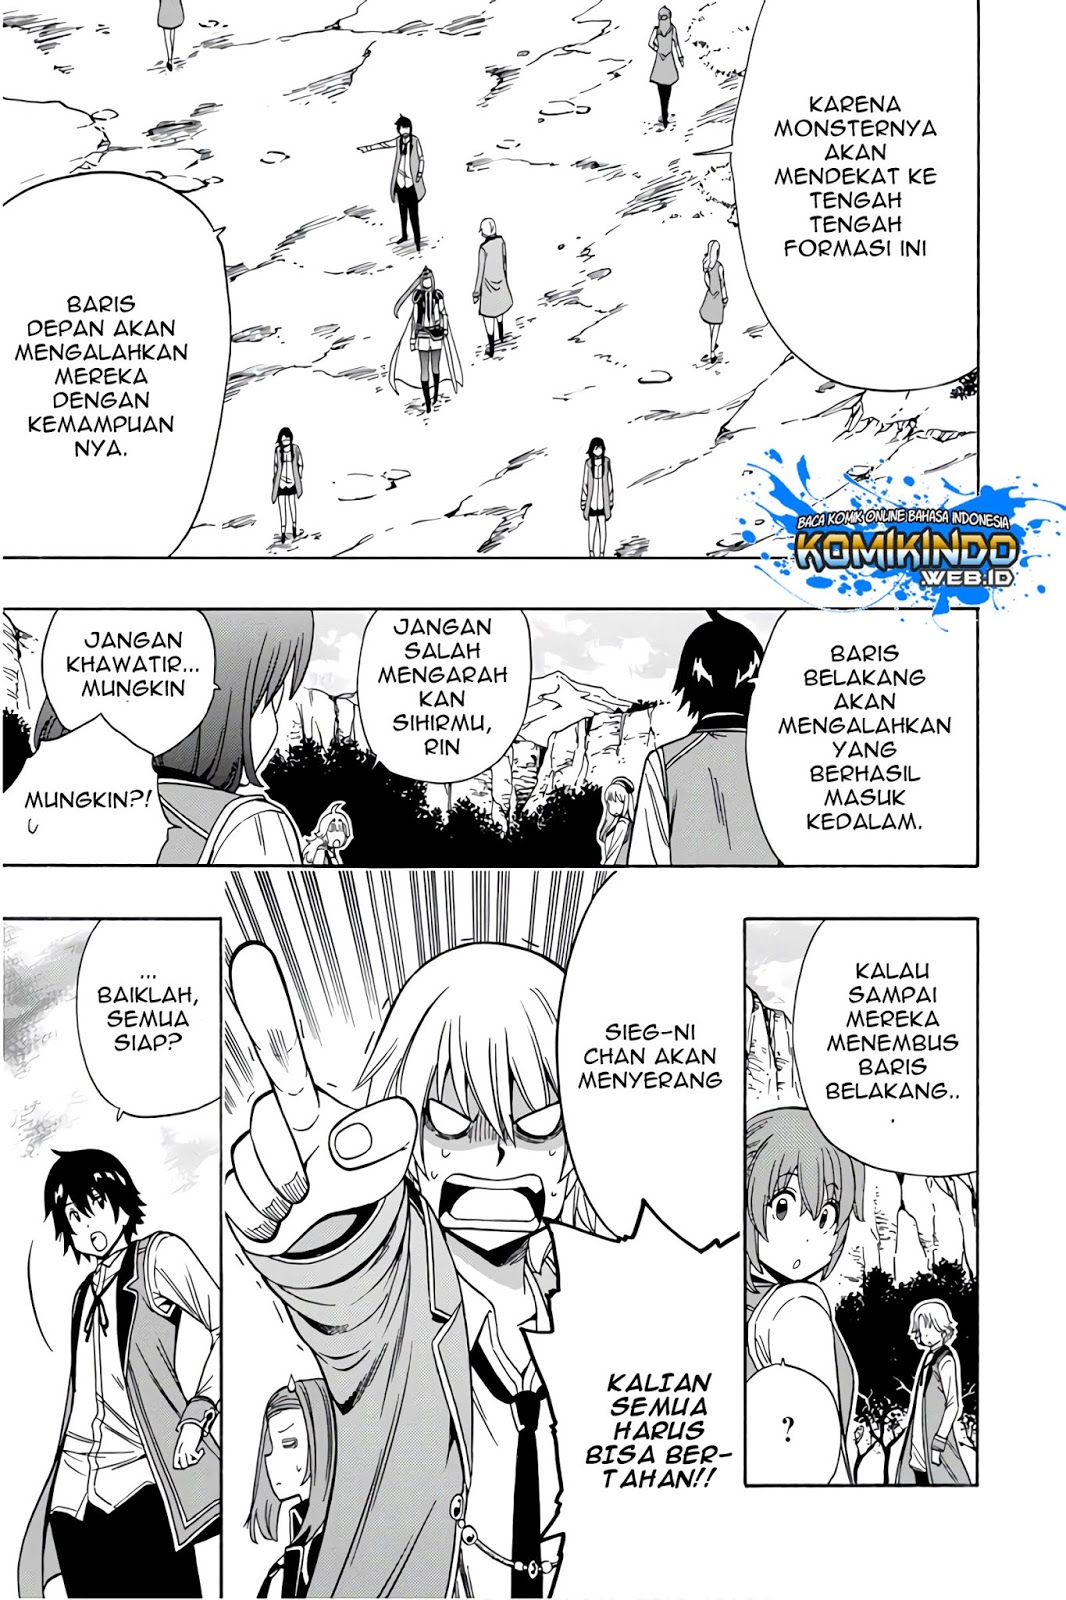 KARENA
MONSTERNYA
AKAN
MENDEKAT KE
TENGAH
TENGAH
FORMASI INI
BARIS
DEPAN AKAN
MENGALAHKAN
MEREKA
DENGAN
KEMAMPUAN
NYA.
BACA KOMIK ONLINE BAHASA INDONESIA
KOMIKINDO
WEB.ID
BARIS
BELAKANG
AKAN
MENGALAHKAN
YANG
BERHASIL
MASUK
KEDALAM.
JANGAN
SALAH
MENGARAH
KAN
SIHIRMU,
RIN
JANGAN
KHAWATIR...
MUNGKIN
MUNGKIN?!
KALAU
SAMPAI
MEREKA
MENEMBUS
BARIS
BELAKANG..
.
?
SIEG-NI
CHAN AKAN
MENYERANG
KALIAN
SEMUA
HARUS
BISA BER-
TAHAN!!
...
BAIKLAH,
SEMUA
SIAP?